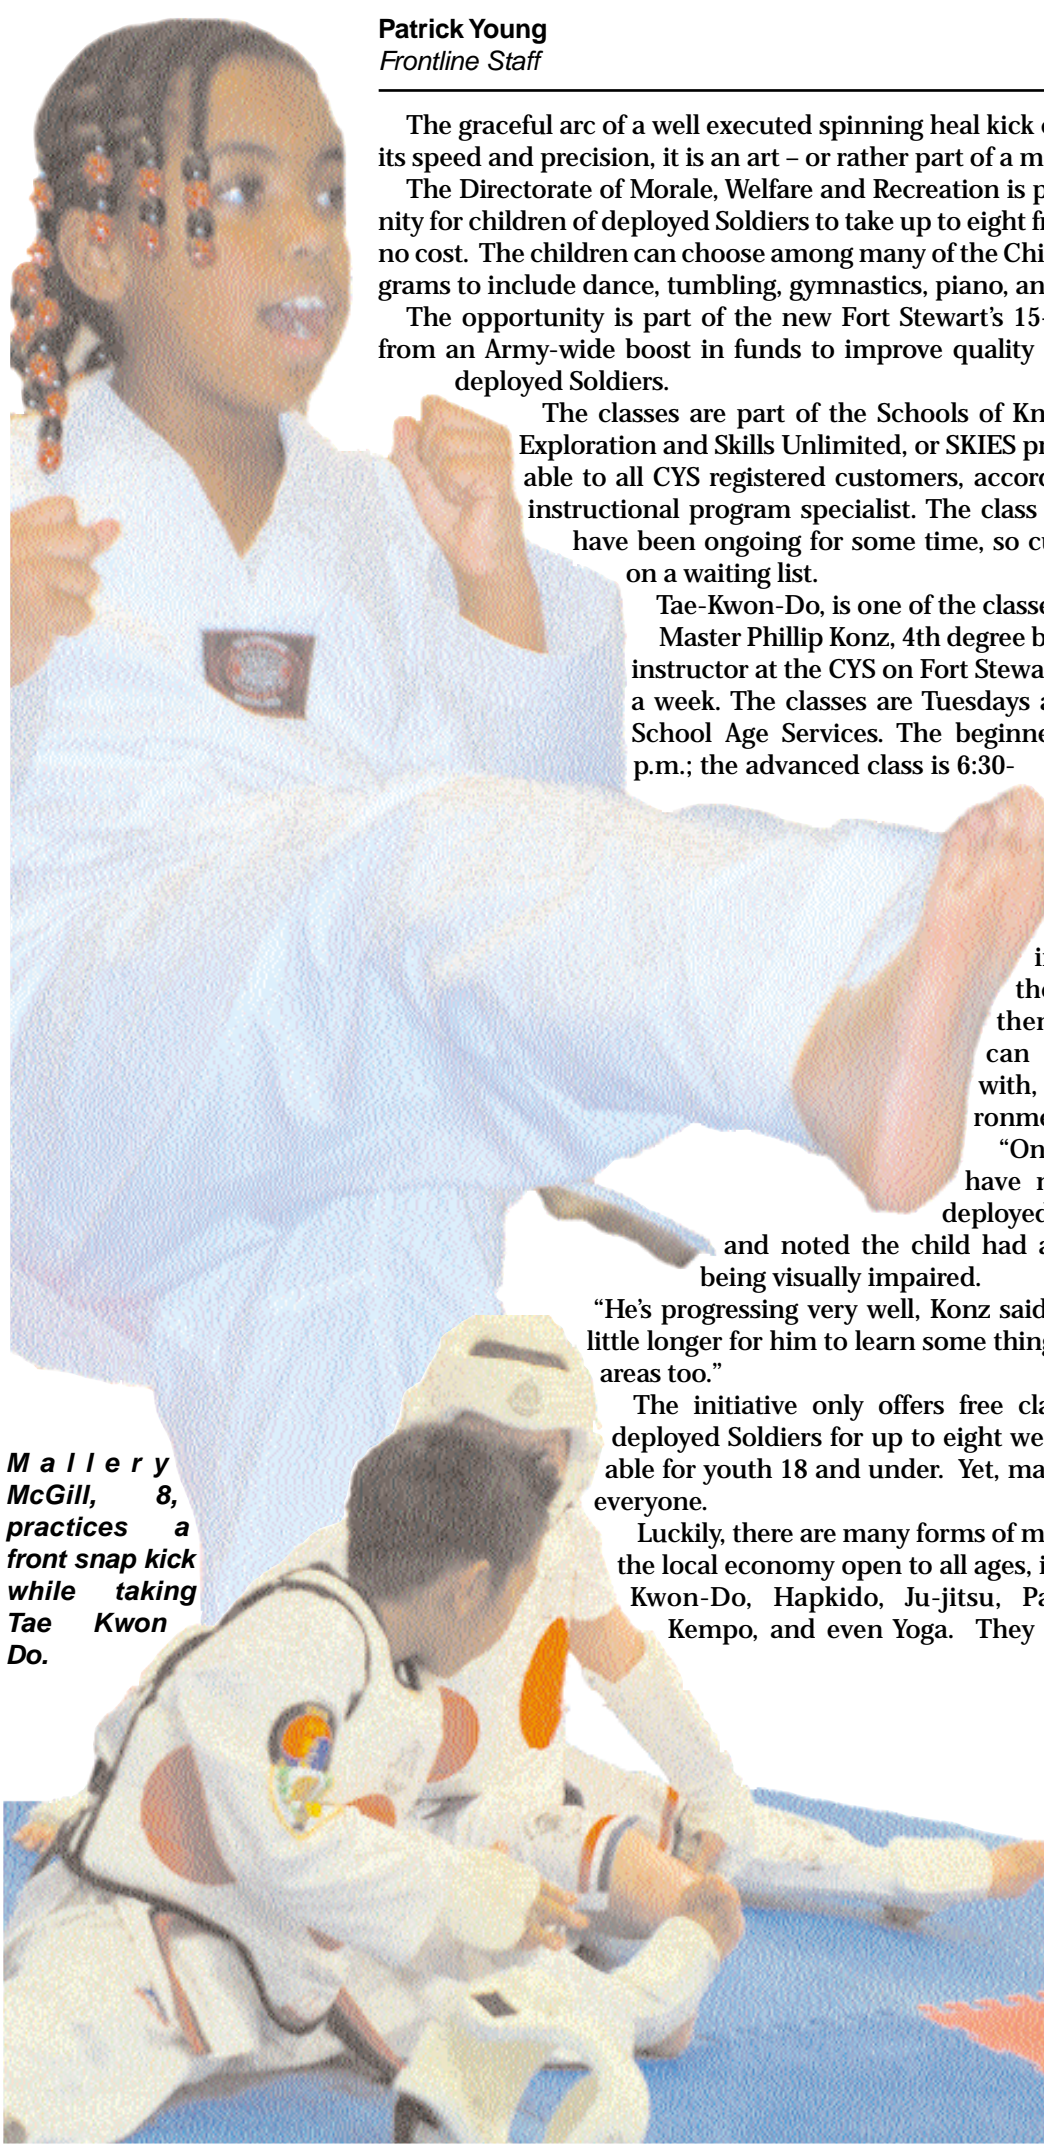 Patrick Young
Frontline Staff
The graceful arc of a well executed spinning heal kick
its speed and precision, it is an art – or rather part of a m
The Directorate of Morale, Welfare and Recreation is p
nity for children of deployed Soldiers to take up to eight f
no cost. The children can choose among many of the Chi
grams to include dance, tumbling, gymnastics, piano, an
The opportunity is part of the new Fort Stewart's 15-
from an Army-wide boost in funds to improve quality
deployed Soldiers.
The classes are part of the Schools of Kn
Exploration and Skills Unlimited, or SKIES pr
able to all CYS registered customers, accord
instructional program specialist. The class
have been ongoing for some time, so cu
on a waiting list.
Tae-Kwon-Do, is one of the classe
Master Phillip Konz, 4th degree b
instructor at the CYS on Fort Stewa
a week. The classes are Tuesdays a
School Age Services. The beginne
p.m.; the advanced class is 6:30-
i
the
ther
can
with,
ronme
“On
have
deployed
and noted the child had a
being visually impaired.
“He's progressing very well, Konz said
little longer for him to learn some thing
areas too.”
The initiative only offers free cla
deployed Soldiers for up to eight we
able for youth 18 and under. Yet, ma
everyone.
Luckily, there are many forms of m
the local economy open to all ages, i
Kwon-Do, Hapkido, Ju-jitsu, Pa
Kempo, and even Yoga. They
Mallery
McGill, 8,
practices a
front snap kick
while taking
Tae Kwon
Do.